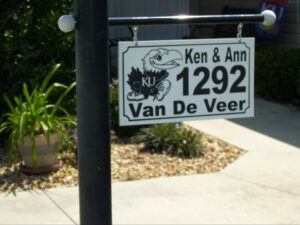 Ken & Ann
KU
1292
Van De Veer